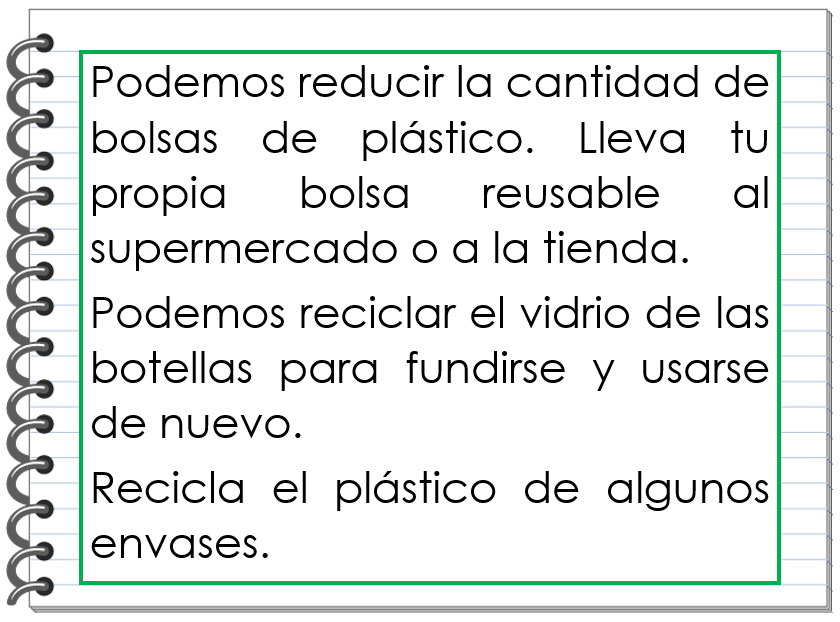 Podemos reducir la cantidad de
bolsas de plástico. Lleva tu
propia bolsa reusable al
supermercado o a la tienda.
Podemos reciclar el vidrio de las
botellas para fundirse y usarse
de nuevo.
Recicla el plástico de algunos
envases.